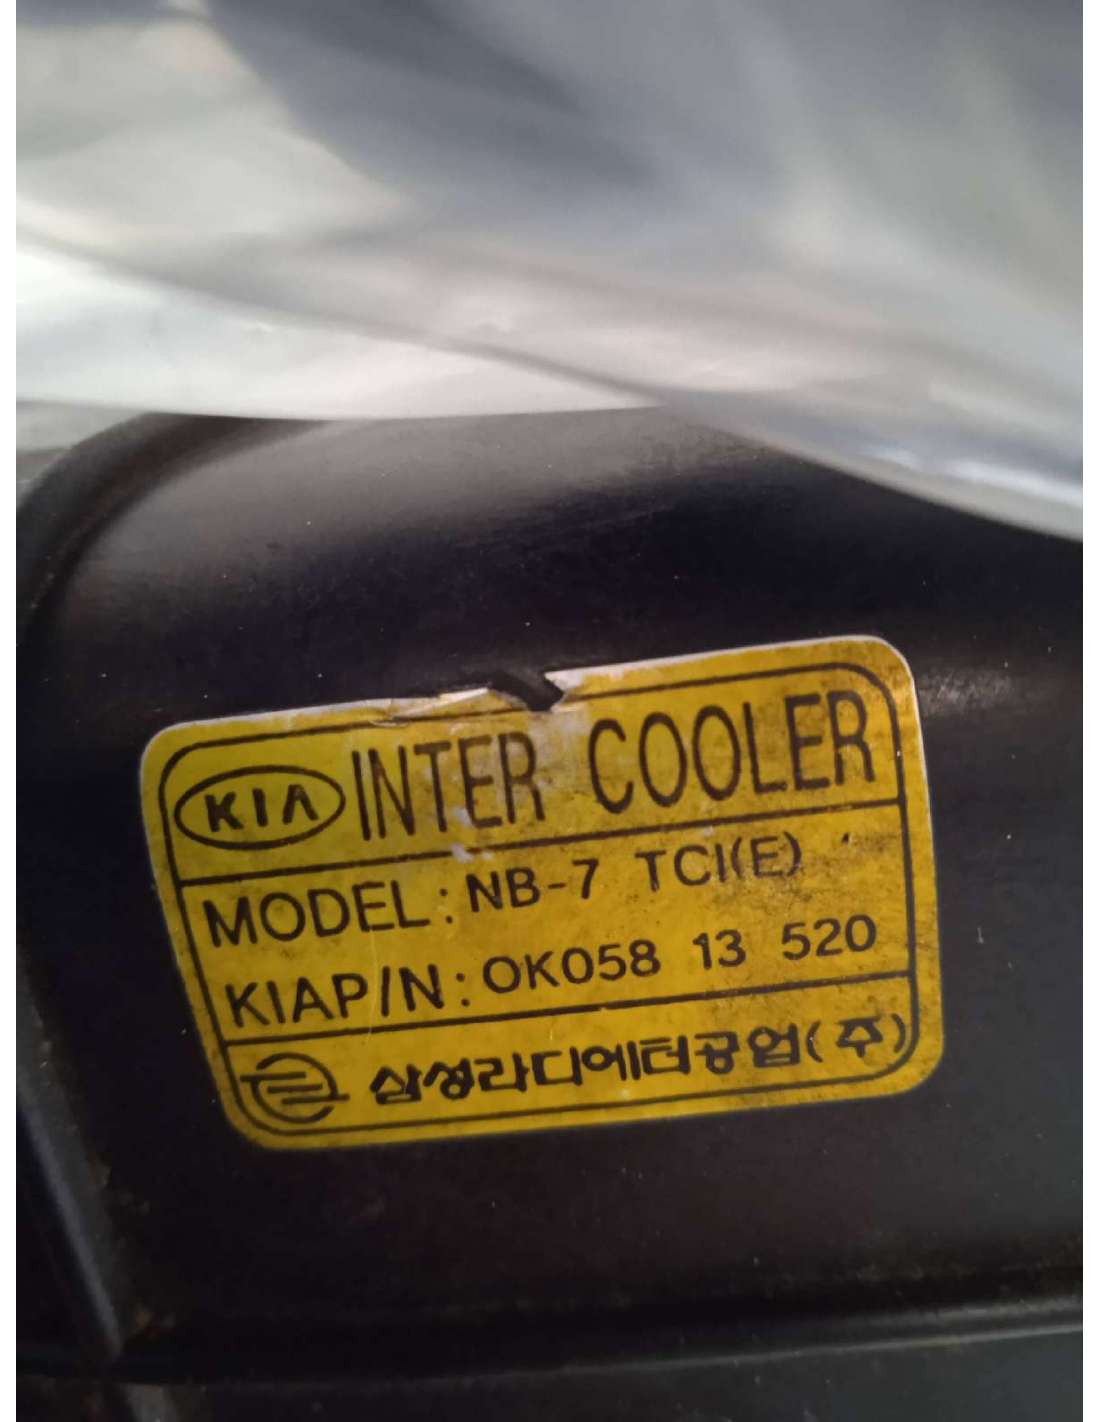 KIA INTER COOLER
MODEL: NB-7 TCI(E)
KIAP/N: OK058 13 520
삼성라디에터공업(주)